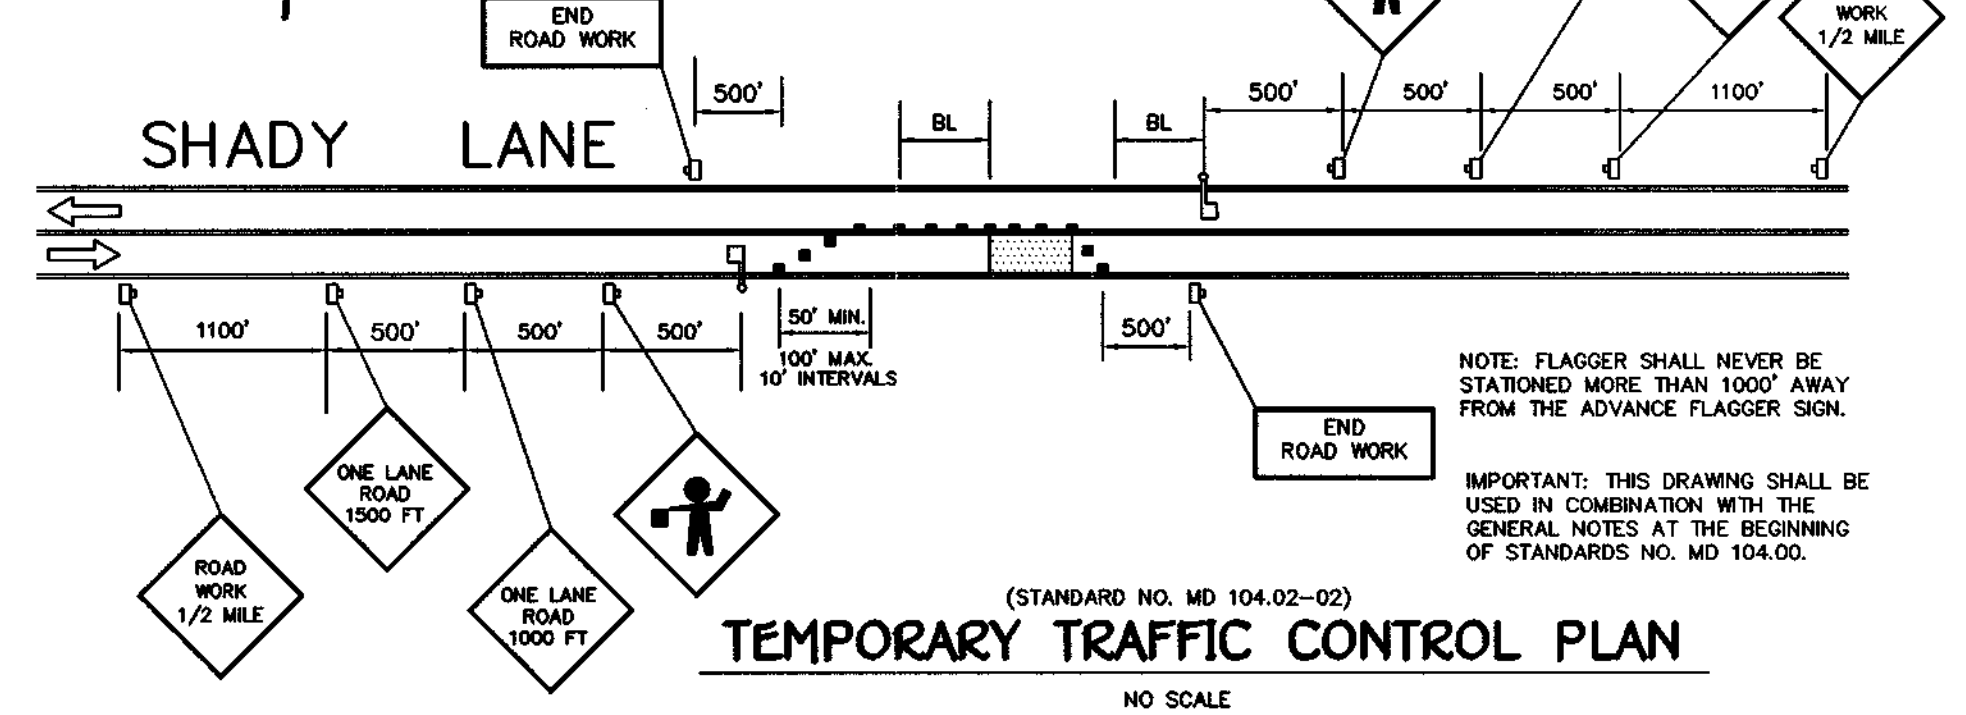 END
ROAD WORK
WORK
1/2 MILE
500'
500'
500'
500'
1100'
BL
BL
SHADY LANE
1100'
500'
500'
500'
50' MIN.
100' MAX.
10' INTERVALS
500'
NOTE: FLAGGER SHALL NEVER BE
STATIONED MORE THAN 1000' AWAY
FROM THE ADVANCE FLAGGER SIGN.
END
ROAD WORK
ONE LANE
ROAD
1500 FT
IMPORTANT: THIS DRAWING SHALL BE
USED IN COMBINATION WITH THE
GENERAL NOTES AT THE BEGINNING
OF STANDARDS NO. MD 104.00.
ROAD
WORK
1/2 MILE
ONE LANE
ROAD
1000 FT
(STANDARD NO. MD 104.02-02)
TEMPORARY TRAFFIC CONTROL PLAN
NO SCALE